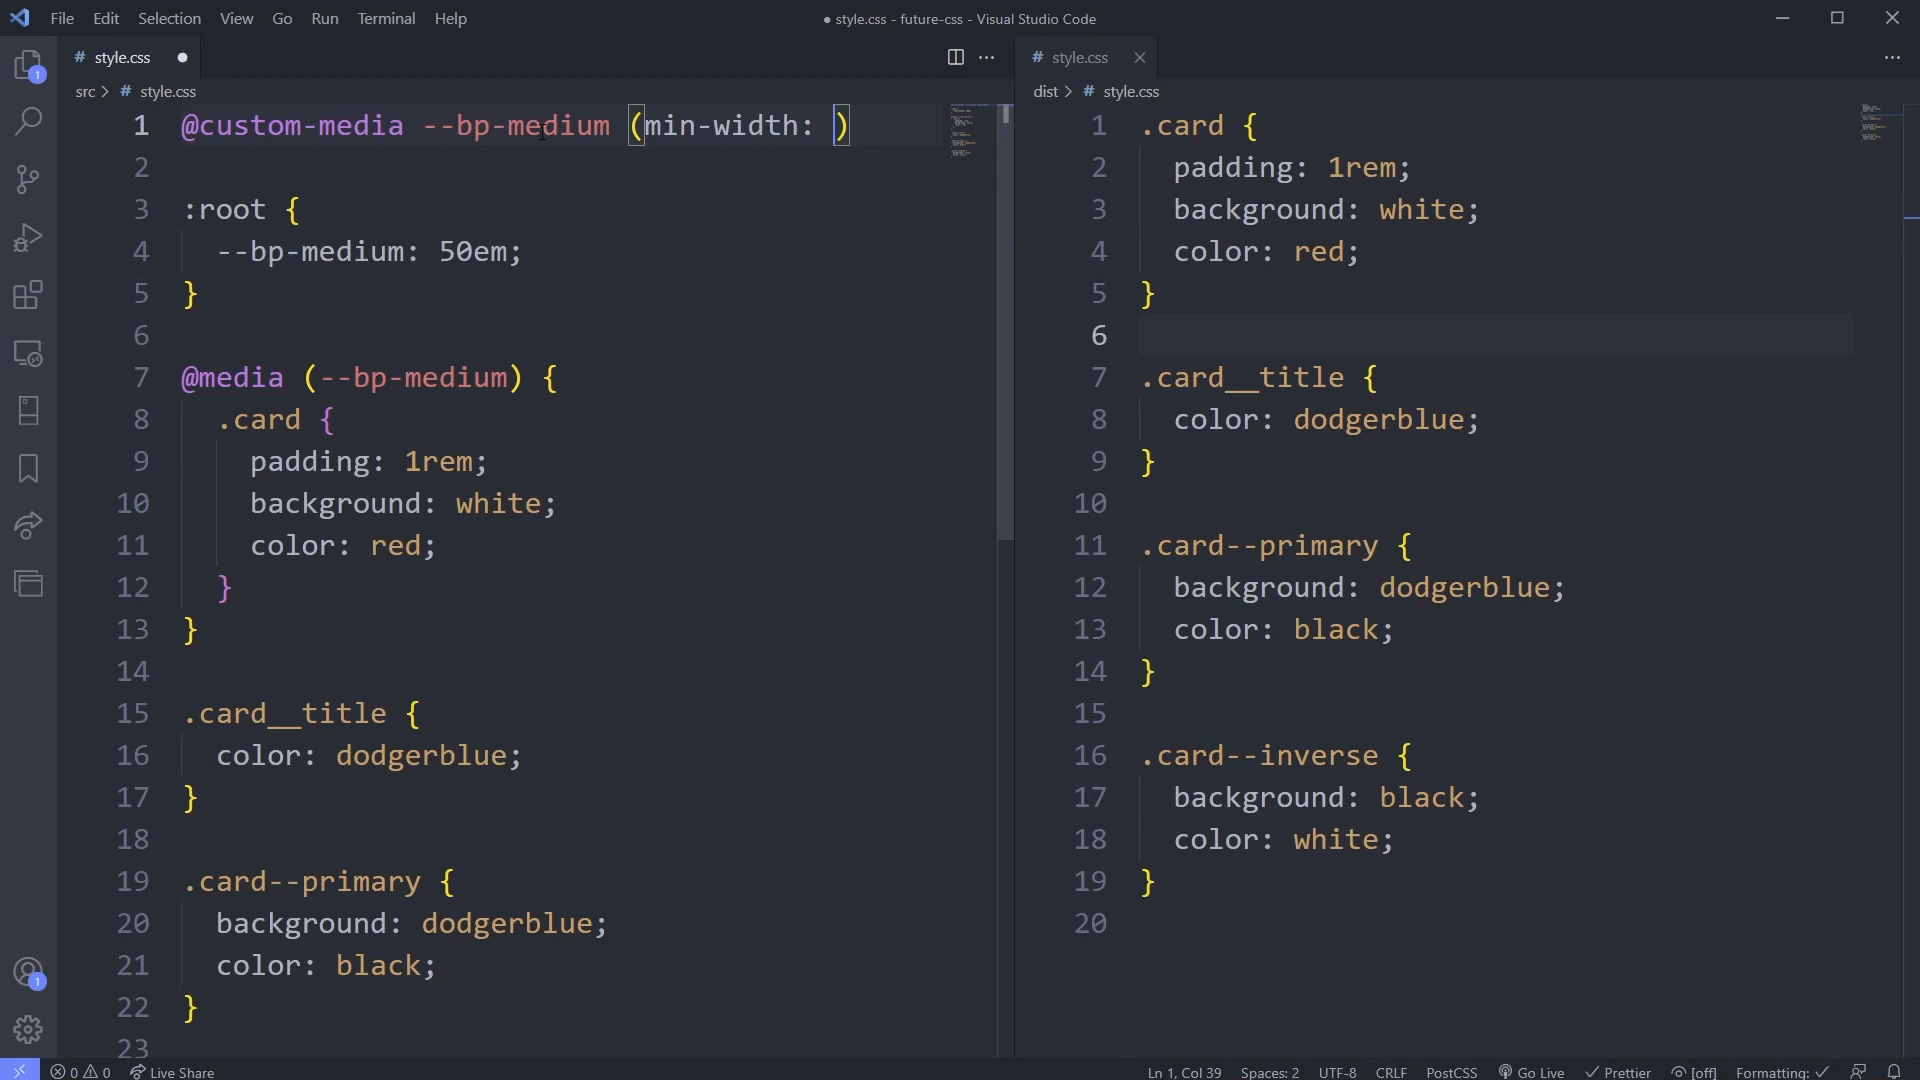 File Edit Selection View Go Run Terminal Help
● style.css - future-css - Visual Studio Code
# style.css ●
src > # style.css
1 @custom-media --bp-medium (min-width: )
2
3 :root {
4 --bp-medium: 50em;
5 }
6
7 @media (--bp-medium) {
8 .card {
9 padding: 1rem;
10 background: white;
11 color: red;
12 }
13 }
14
15 .card__title {
16 color: dodgerblue;
17 }
18
19 .card--primary {
20 background: dodgerblue;
21 color: black;
22 }
23
# style.css
dist > # style.css
1 .card {
2 padding: 1rem;
3 background: white;
4 color: red;
5 }
6
7 .card__title {
8 color: dodgerblue;
9 }
10
11 .card--primary {
12 background: dodgerblue;
13 color: black;
14 }
15
16 .card--inverse {
17 background: black;
18 color: white;
19 }
20
1
1
0 0 Live Share
Ln 1, Col 39 Spaces: 2 UTF-8 CRLF PostCSS Go Live ✓ Prettier [off] Formatting: ✓